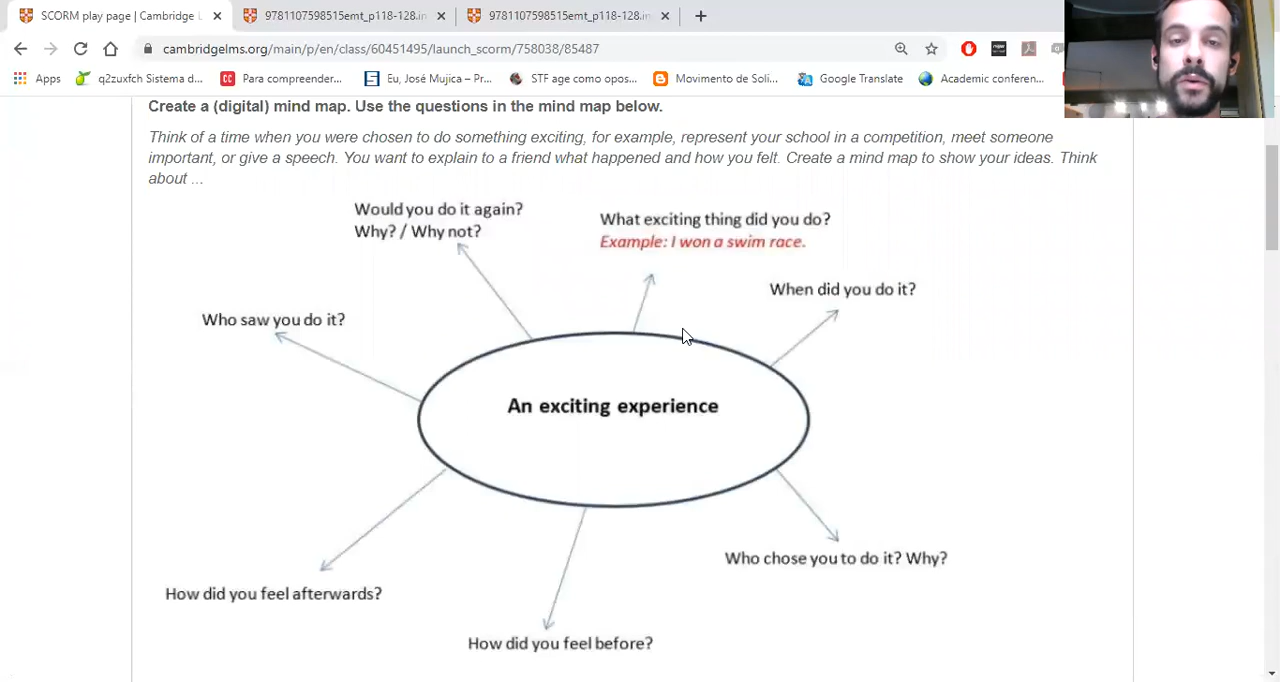 SCORM play page | Cambridge L
9781107598515emt_p118-128.in
9781107598515emt_p118-128.in
cambridgelms.org/main/p/en/class/60451495/launch_scorm/758038/85487
Apps
q2zuxfch Sistema d...
Para compreender...
Eu, José Mujica – Pr...
STF age como opos...
Movimento de Soli...
Google Translate
Academic conferen...
Create a (digital) mind map. Use the questions in the mind map below.
Think of a time when you were chosen to do something exciting, for example, represent your school in a competition, meet someone
important, or give a speech. You want to explain to a friend what happened and how you felt. Create a mind map to show your ideas. Think
about ...
Would you do it again?
Why? / Why not?
What exciting thing did you do?
Example: I won a swim race.
When did you do it?
Who saw you do it?
An exciting experience
Who chose you to do it? Why?
How did you feel afterwards?
How did you feel before?